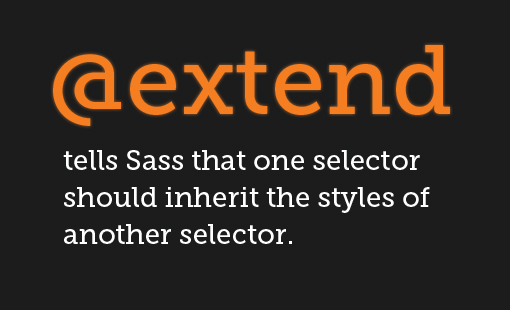 @extend
tells Sass that one selector
should inherit the styles of
another selector.